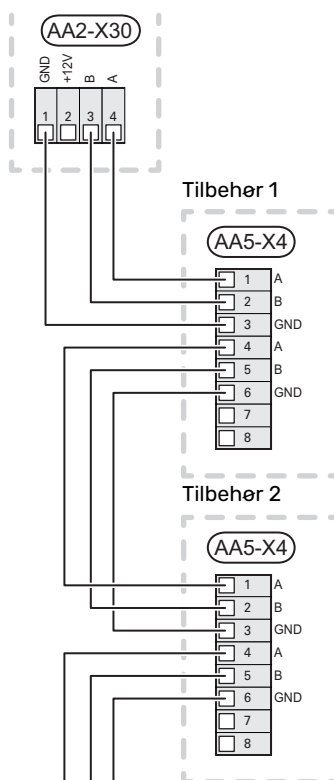 AA2-X30
GND +12V B A
1 2 3 4
Tilbehør 1
AA5-X4
1 A
2 B
3 GND
4 A
5 B
6 GND
7
8
Tilbehør 2
AA5-X4
1 A
2 B
3 GND
4 A
5 B
6 GND
7
8